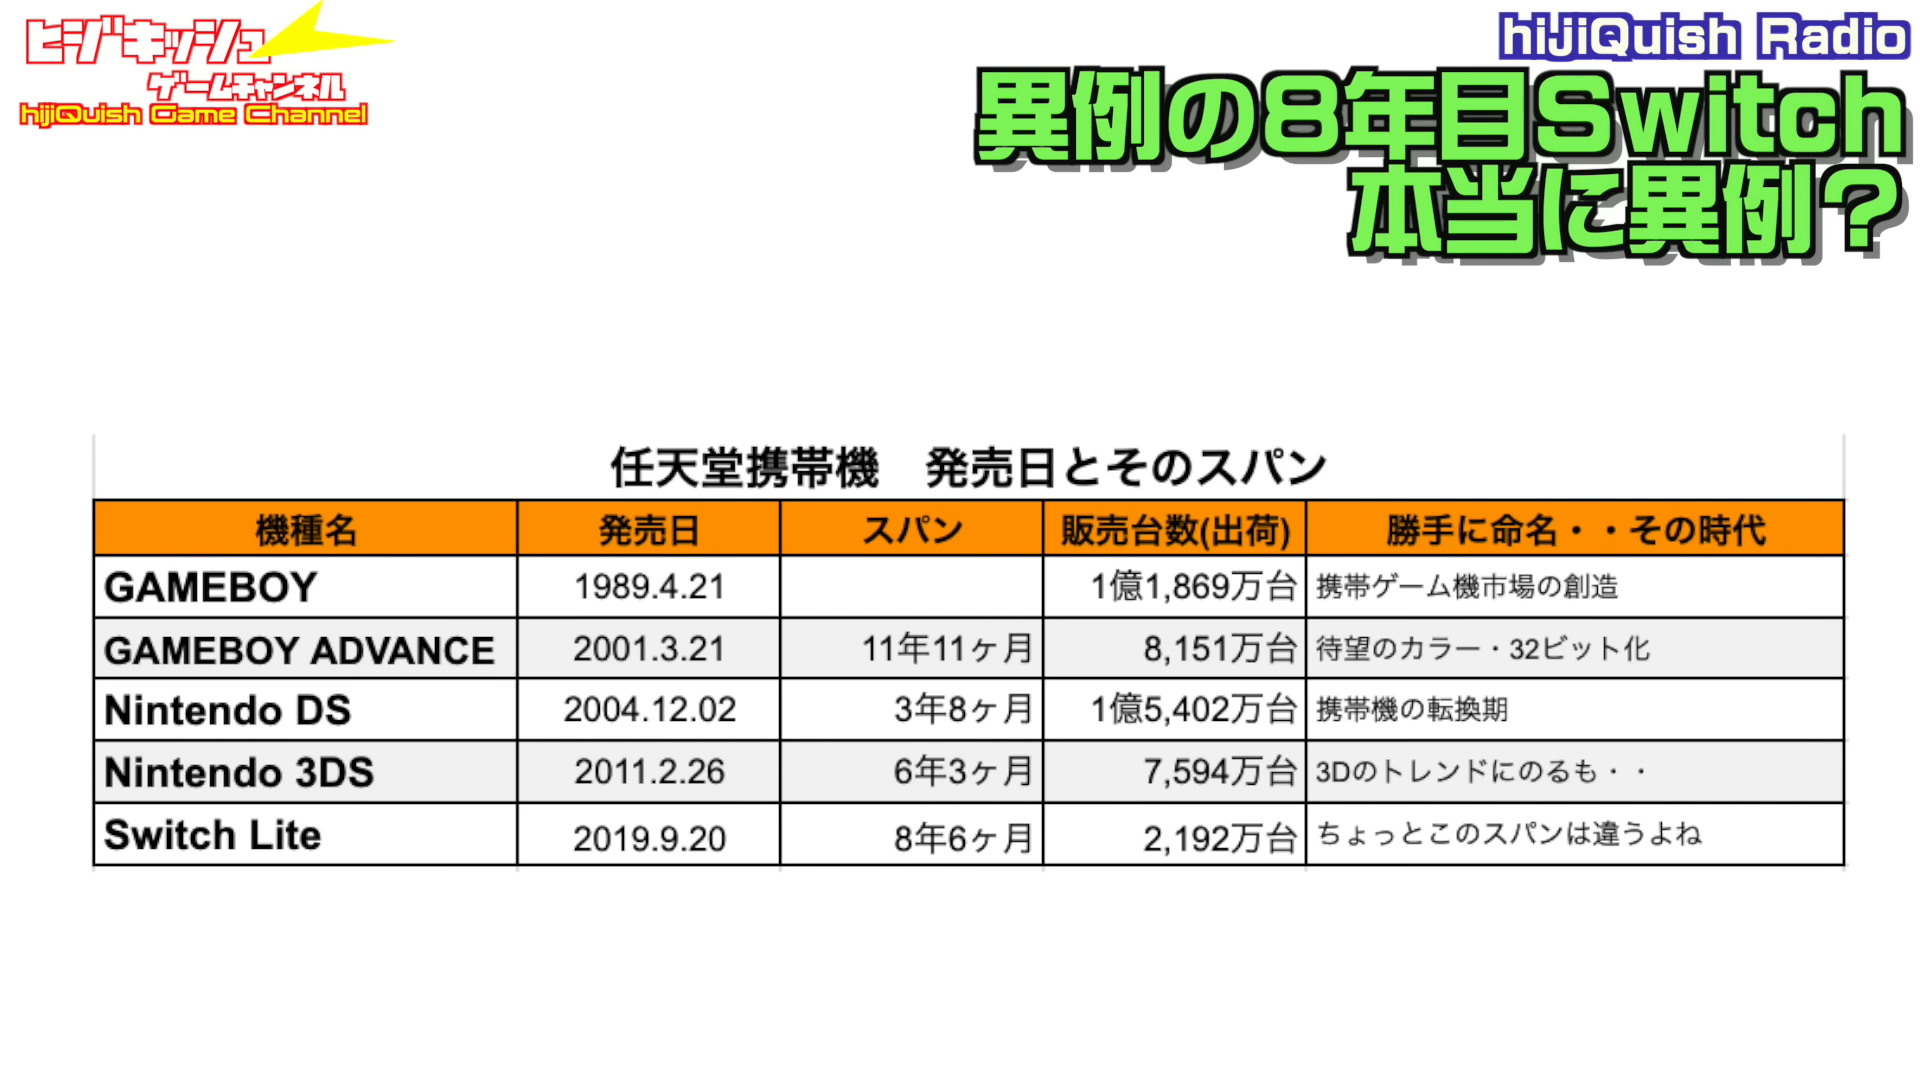 ヒジキッシュ
ゲームチャンネル
hijiQuish Game Channel
hiJiQuish Radio
異例の8年目Switch
本当に異例？
任天堂携帯機　発売日とそのスパン
機種名 発売日 スパン 販売台数(出荷) 勝手に命名・・その時代
GAMEBOY 1989.4.21 1億1,869万台 携帯ゲーム機市場の創造
GAMEBOY ADVANCE 2001.3.21 11年11ヶ月 8,151万台 待望のカラー・32ビット化
Nintendo DS 2004.12.02 3年8ヶ月 1億5,402万台 携帯機の転換期
Nintendo 3DS 2011.2.26 6年3ヶ月 7,594万台 3Dのトレンドにのるも・・
Switch Lite 2019.9.20 8年6ヶ月 2,192万台 ちょっとこのスパンは違うよね